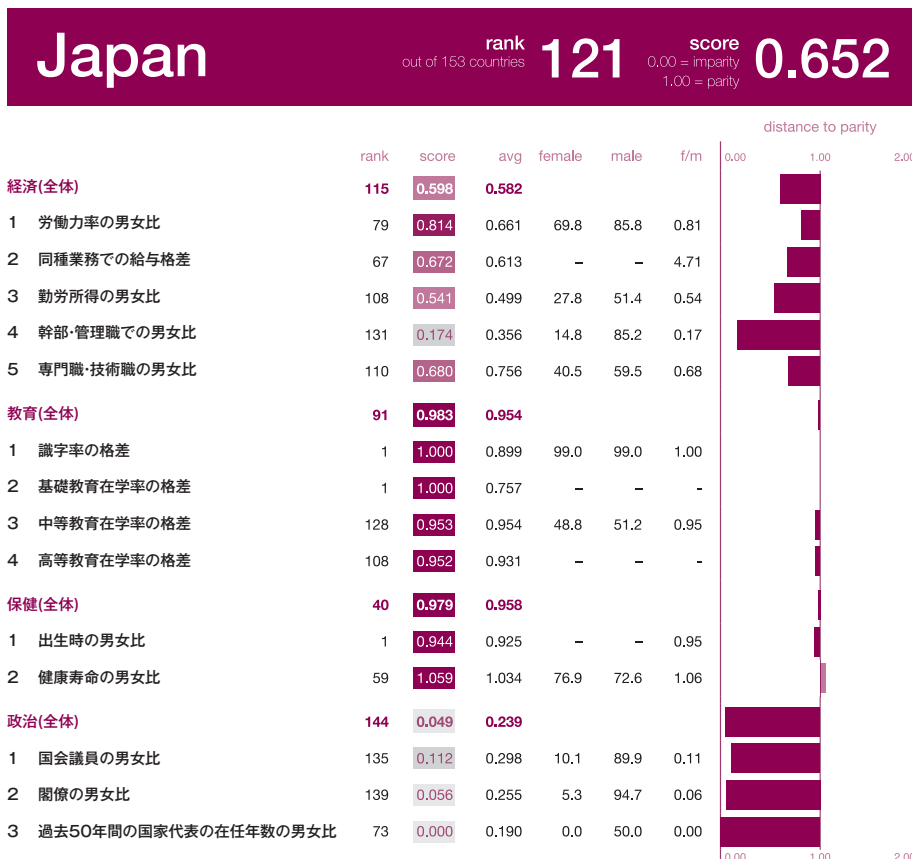 Japan
rank
out of 153 countries
121
score
0.00 = imparity
1.00 = parity
0.652
distance to parity
rank score avg female male f/m 0.00 1.00 2.00
経済(全体) 115 0.598 0.582
1 労働力率の男女比 79 0.814 0.661 69.8 85.8 0.81
2 同種業務での給与格差 67 0.672 0.613 – – 4.71
3 勤労所得の男女比 108 0.541 0.499 27.8 51.4 0.54
4 幹部・管理職での男女比 131 0.174 0.356 14.8 85.2 0.17
5 専門職・技術職の男女比 110 0.680 0.756 40.5 59.5 0.68
教育(全体) 91 0.983 0.954
1 識字率の格差 1 1.000 0.899 99.0 99.0 1.00
2 基礎教育在学率の格差 1 1.000 0.757 – – -
3 中等教育在学率の格差 128 0.953 0.954 48.8 51.2 0.95
4 高等教育在学率の格差 108 0.952 0.931 – – -
保健(全体) 40 0.979 0.958
1 出生時の男女比 1 0.944 0.925 – – 0.95
2 健康寿命の男女比 59 1.059 1.034 76.9 72.6 1.06
政治(全体) 144 0.049 0.239
1 国会議員の男女比 135 0.112 0.298 10.1 89.9 0.11
2 閣僚の男女比 139 0.056 0.255 5.3 94.7 0.06
3 過去50年間の国家代表の在任年数の男女比 73 0.000 0.190 0.0 50.0 0.00
0.00 1.00 2.00